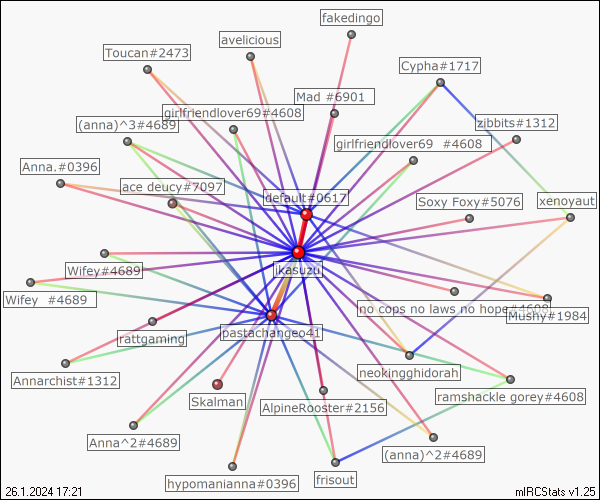 fakedingo
avelicious
Toucan#2473
Cypha#1717
Mad #6901
girlfriendlover69#4608
(anna)^3#4689
zibbits#1312
girlfriendlover69  #4608
Anna.#0396
ace deucy#7097
default#0617
Soxy Foxy#5076
xenoyaut
Wifey#4689
ikasuzu
Wifey  #4689
no cops no laws no hope#4608
Mushy#1984
rattgaming
pastachangeo41
Annarchist#1312
neokingghidorah
Skalman
AlpineRooster#2156
ramshackle gorey#4608
Anna^2#4689
(anna)^2#4689
hypomanianna#0396
frisout
26.1.2024 17:21
mIRCStats v1.25